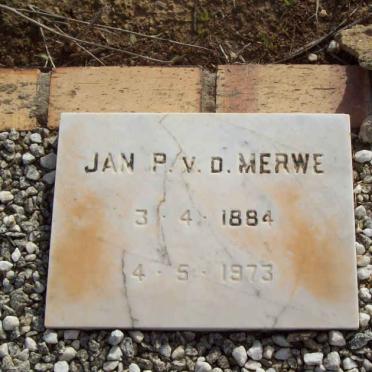 JAN P. v. D. MERWE
3 · 4 · 1884
4 · 5 · 1973